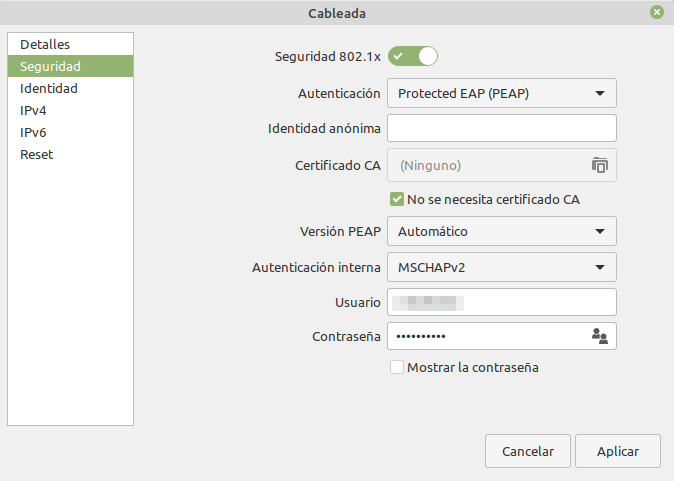 Cableada
Detalles
Seguridad
Identidad
IPv4
IPv6
Reset
Seguridad 802.1x
Autenticación Protected EAP (PEAP)
Identidad anónima
Certificado CA (Ninguno)
No se necesita certificado CA
Versión PEAP Automático
Autenticación interna MSCHAPv2
Usuario
Contraseña ••••••••••
Mostrar la contraseña
Cancelar Aplicar